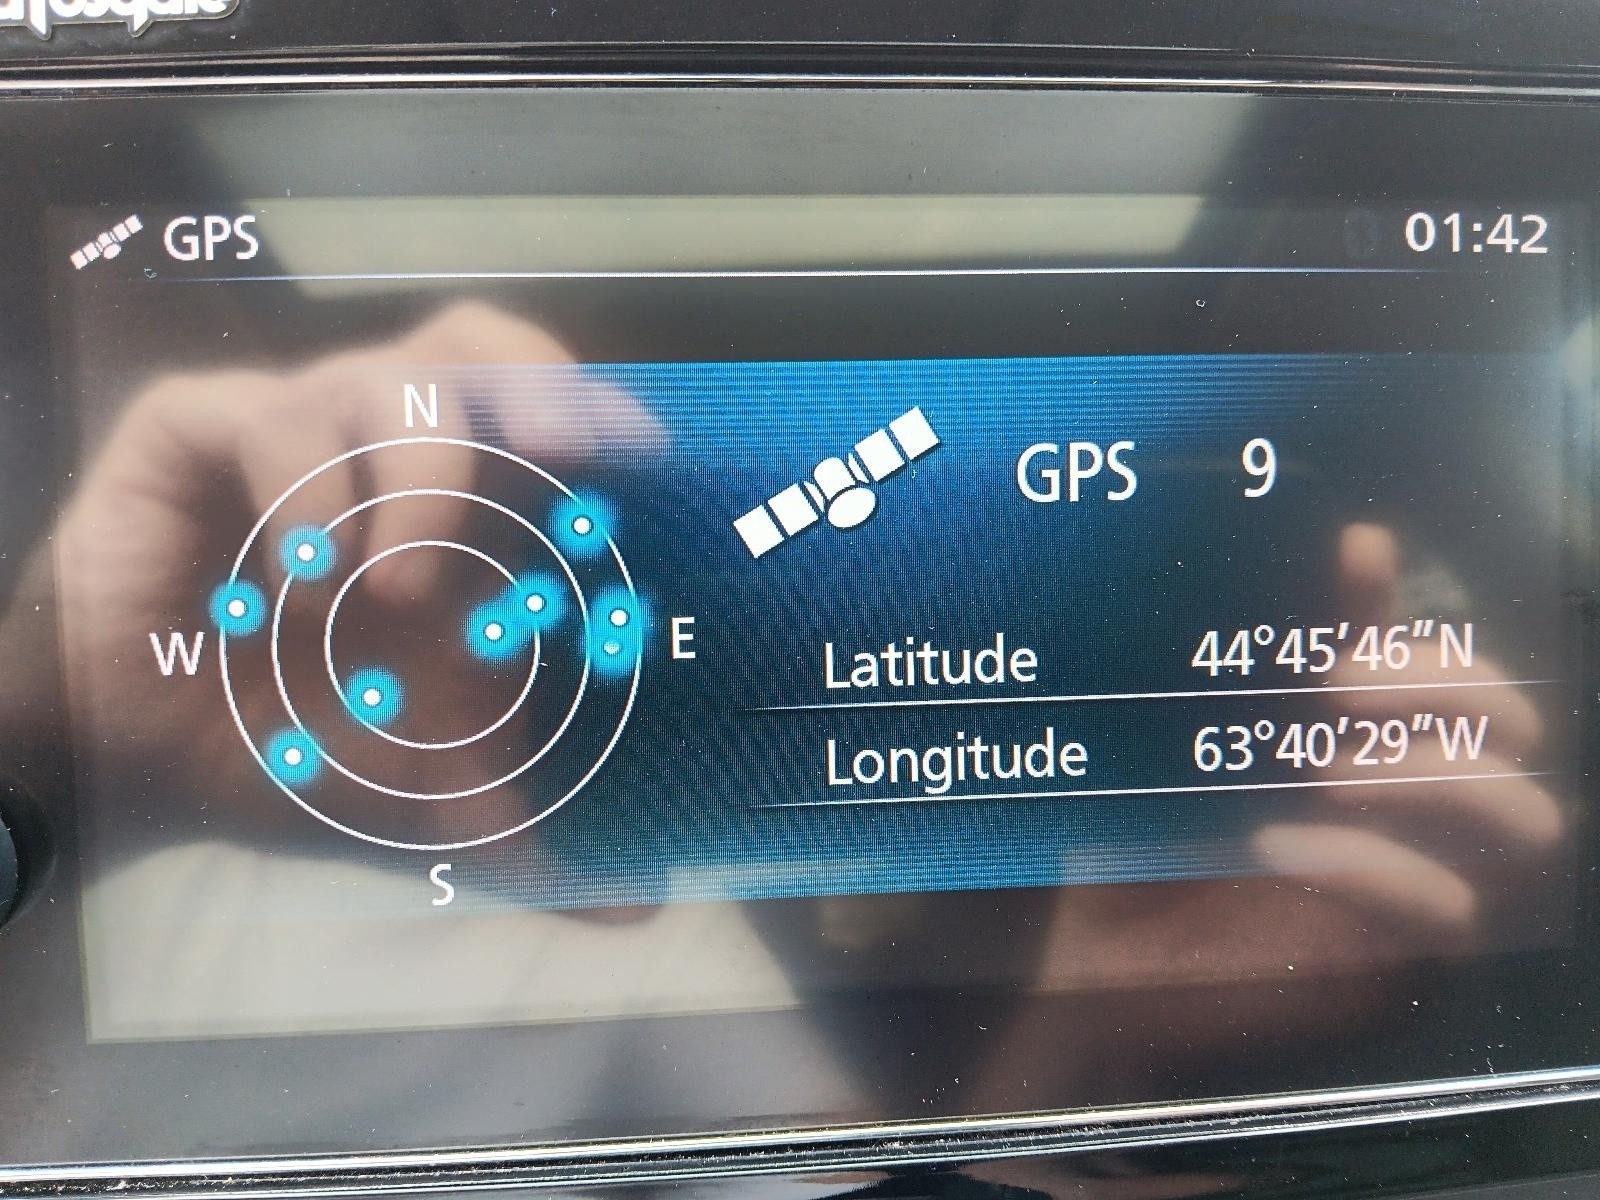 GPS 01:42
N
GPS 9
W E
Latitude 44°45'46"N
Longitude 63°40'29"W
S